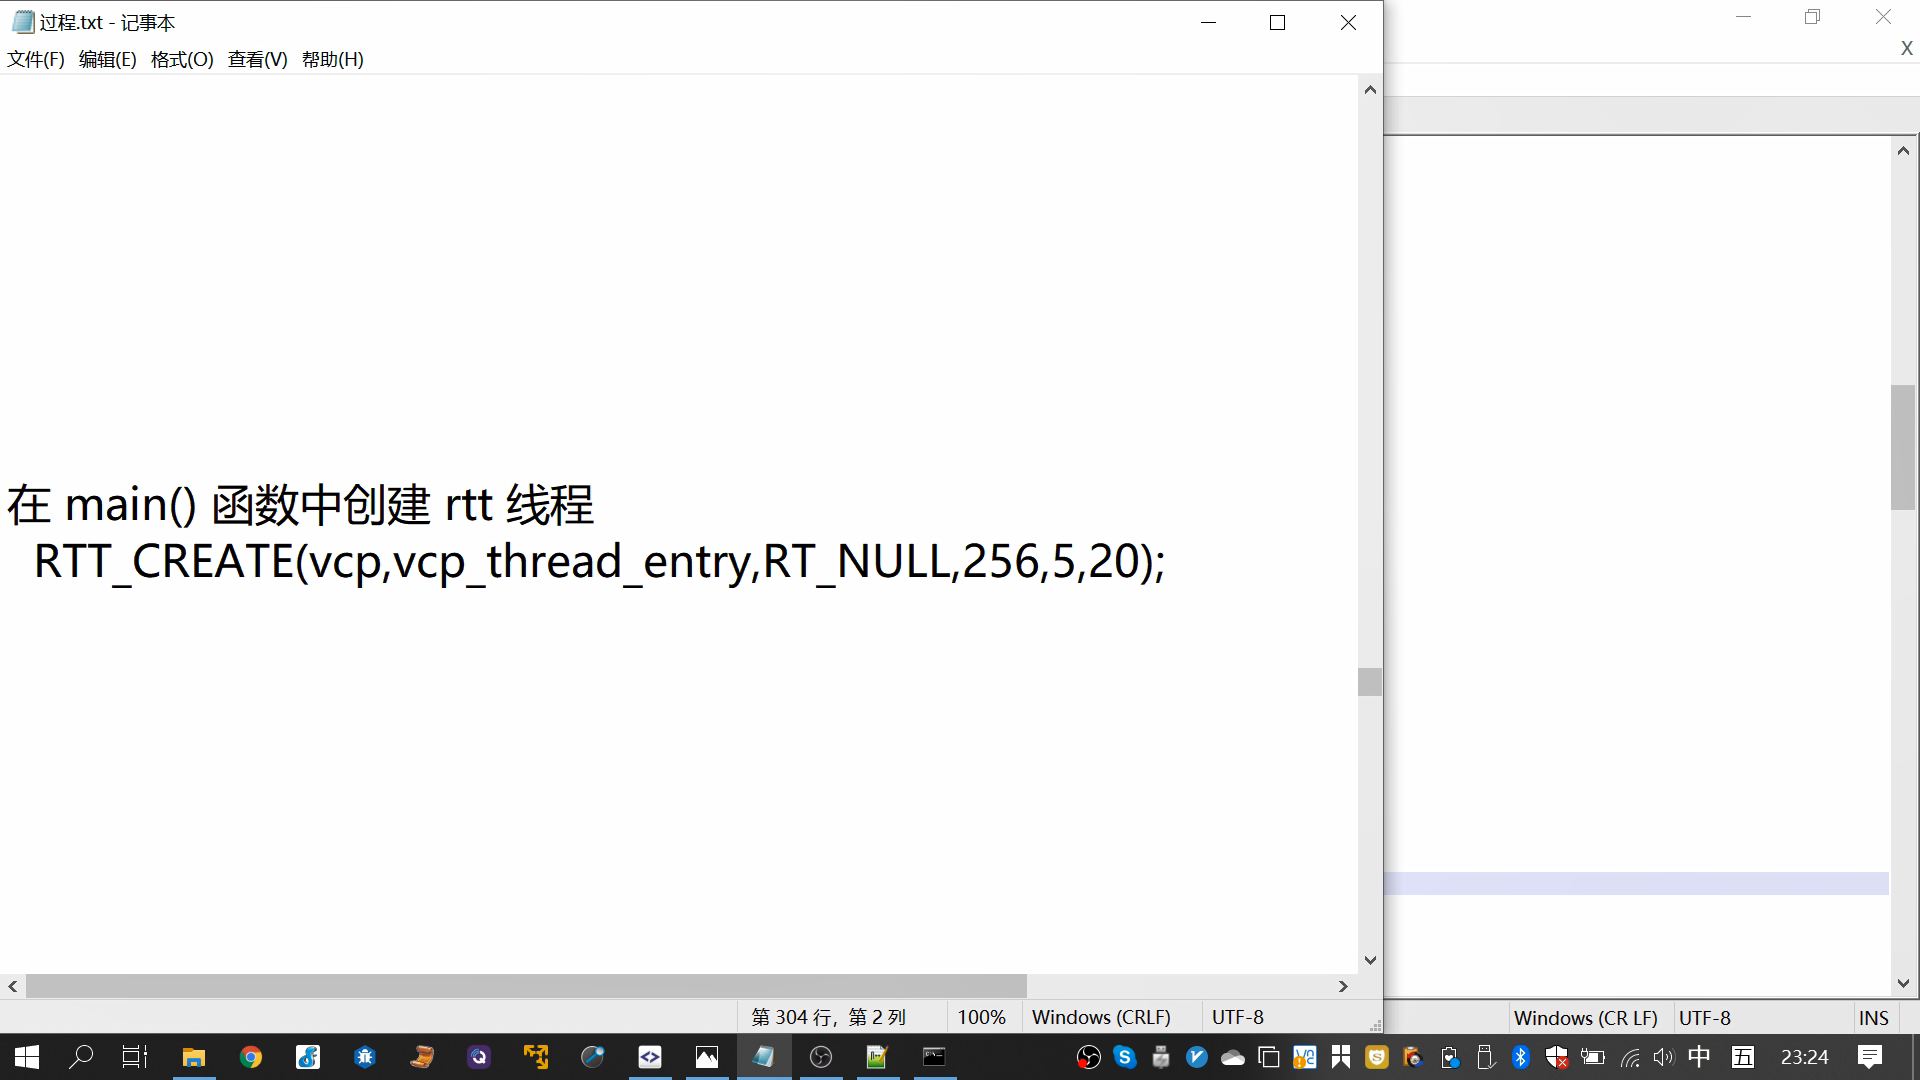 过程.txt - 记事本
文件(F) 编辑(E) 格式(O) 查看(V) 帮助(H)
X
在 main() 函数中创建 rtt 线程
RTT_CREATE(vcp,vcp_thread_entry,RT_NULL,256,5,20);
第 304 行，第 2 列 100% Windows (CRLF) UTF-8
Windows (CR LF) UTF-8 INS
中 五 23:24